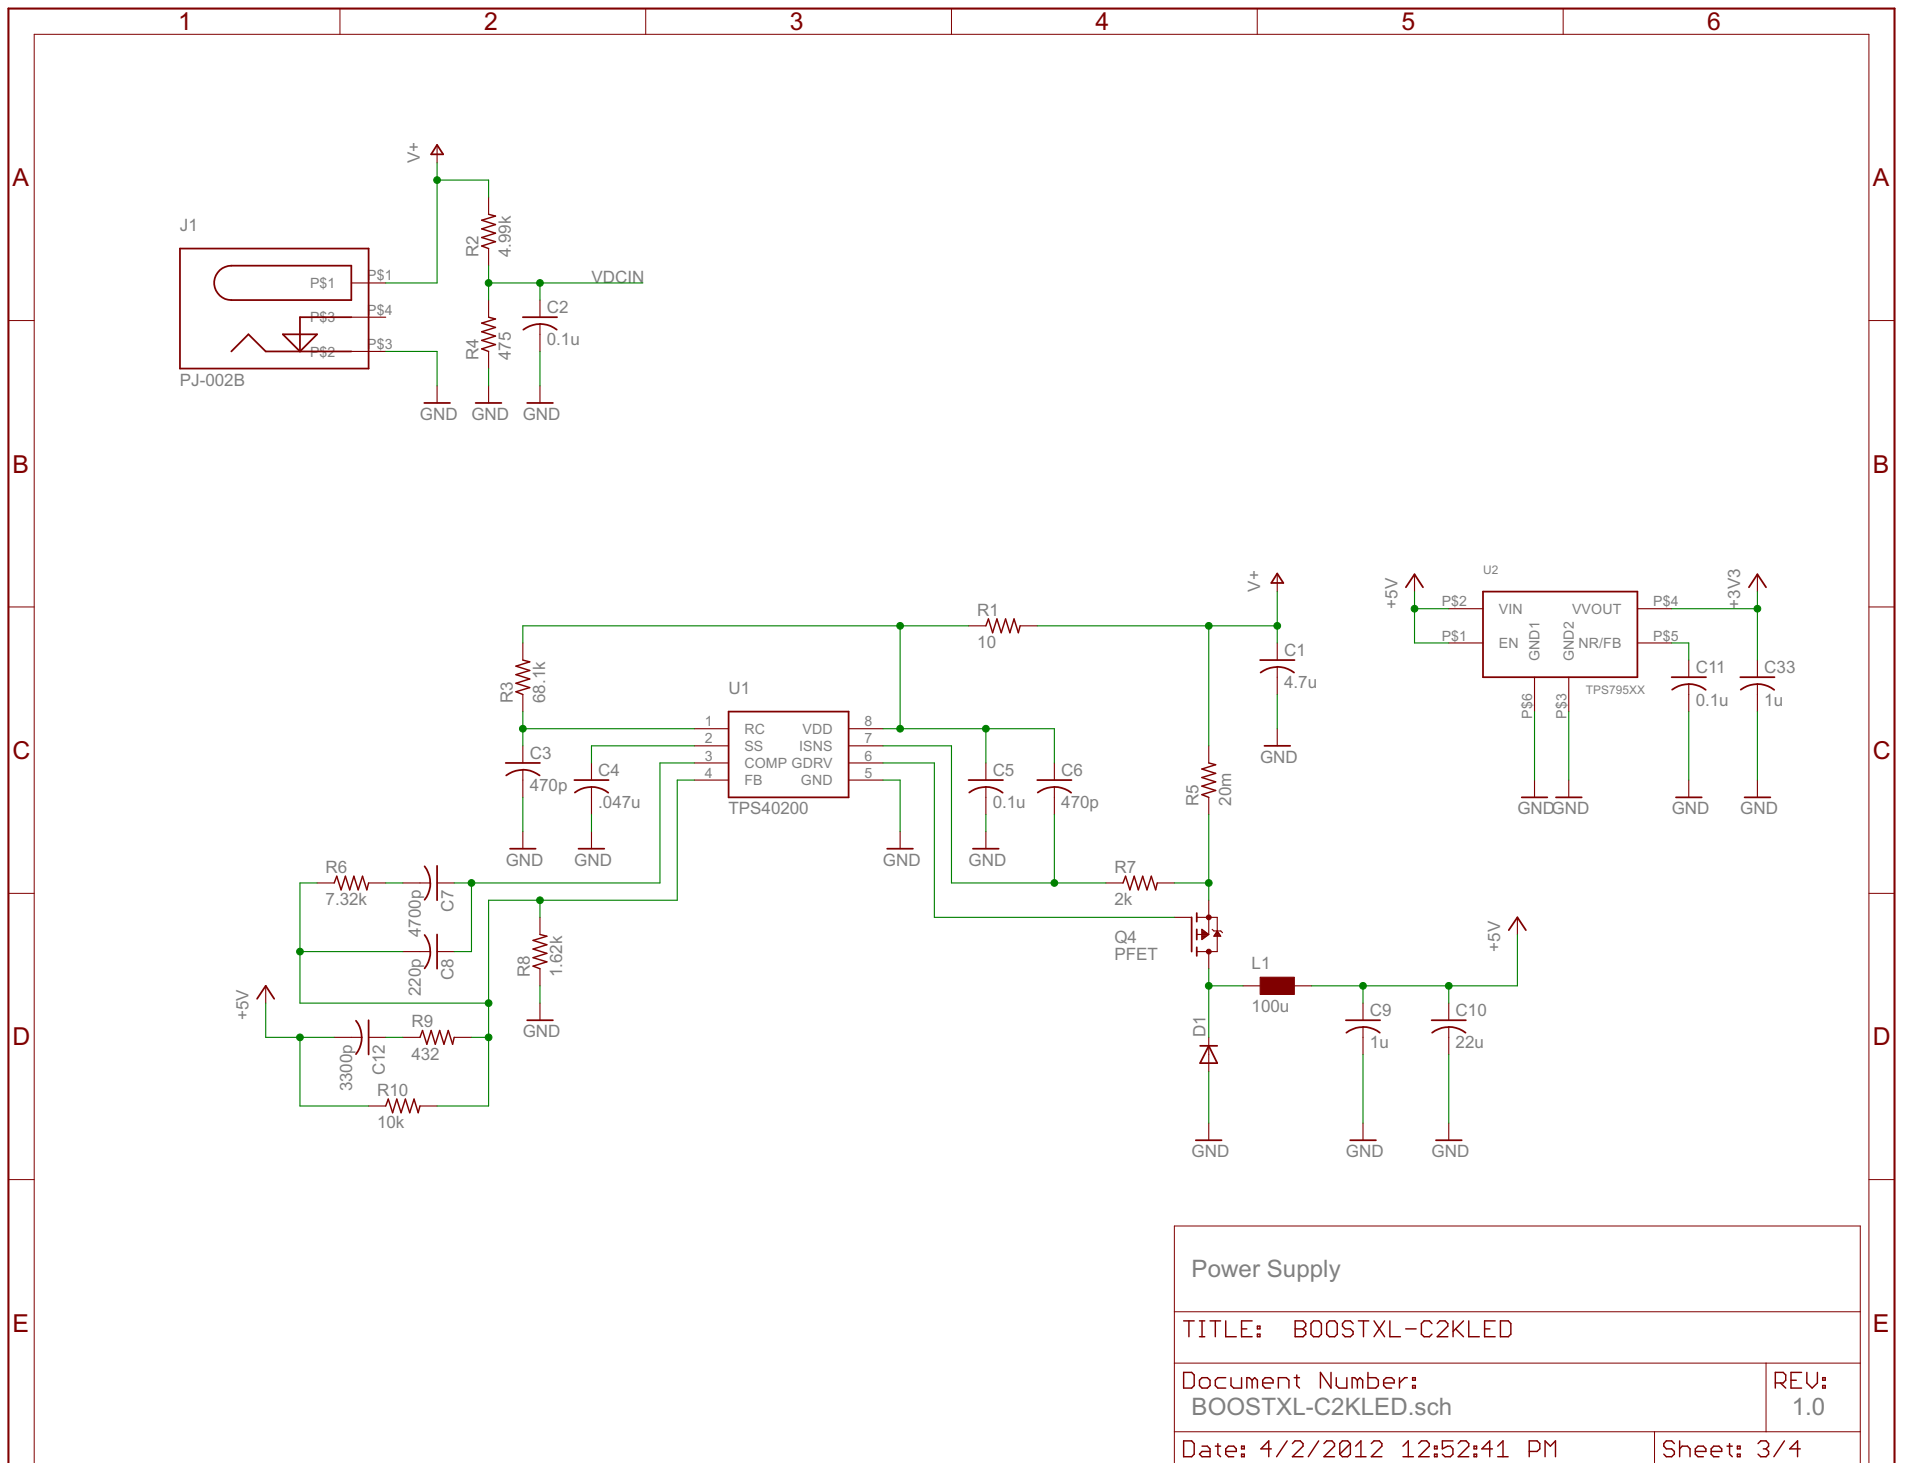 1 2 3 4 5 6
A A
V+
J1
R2
4.99k
P$1
P$1
VDCIN
P$3
P$4
C2
0.1u
R4
475
P$2
P$3
PJ-002B
GND GND GND
B B
V+
+5V
U2
+3V3
P$2
VIN
VVOUT
P$4
P$1
EN
GND1
GND2
NR/FB
P$5
TPS795XX
P$6
P$3
C11
0.1u
C33
1u
GND GND GND GND
R1
10
C1
4.7u
GND
R3
68.1k
U1
1 RC VDD 8
2 SS ISNS 7
3 COMP GDRV 6
4 FB GND 5
TPS40200
C C
C3
470p
C4
.047u
C5
0.1u
C6
470p
R5
20m
GND GND GND GND
R6
7.32k
4700p
C7
R7
2k
220p
C8
R8
1.62k
GND
Q4
PFET
+5V
L1
100u
+5V
D D
3300p
C12
R9
432
R10
10k
D1
C9
1u
C10
22u
GND GND GND
E E
Power Supply
TITLE: BOOSTXL-C2KLED
Document Number:
BOOSTXL-C2KLED.sch
REV:
1.0
Date: 4/2/2012 12:52:41 PM
Sheet: 3/4